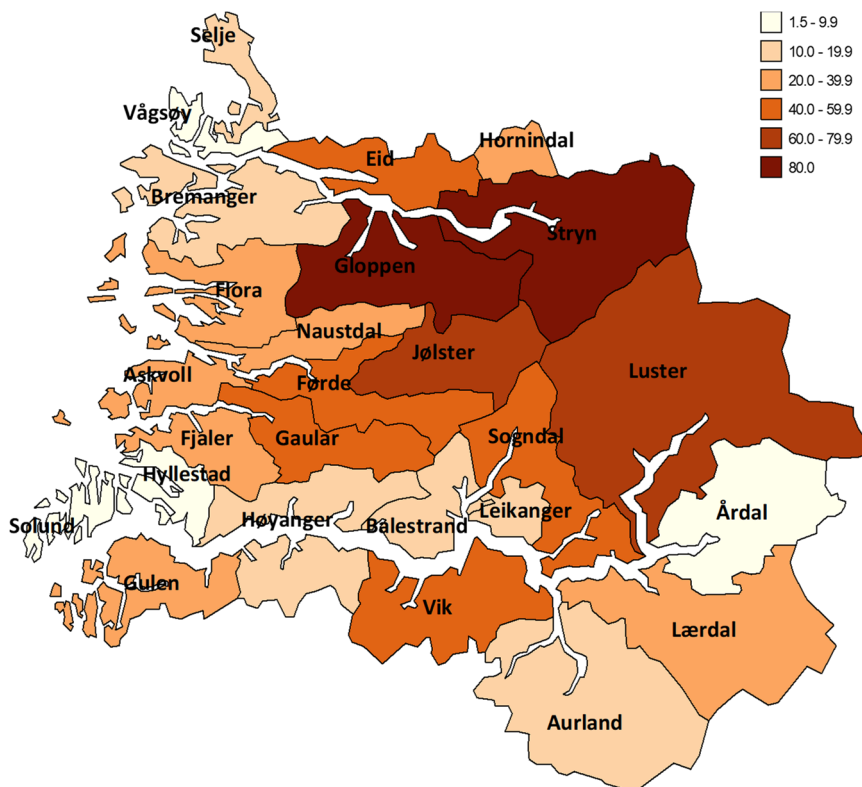 Selje
1.5 - 9.9
10.0 - 19.9
20.0 - 39.9
40.0 - 59.9
60.0 - 79.9
80.0
Vågsøy
Hornindal
Eid
Bremanger
Stryn
Gloppen
Flora
Naustdal
Jølster
Luster
Askvoll
Førde
Fjaler
Gaular
Sogndal
Hyllestad
Solund
Høyanger
Balestrand
Leikanger
Årdal
Gulen
Vik
Lærdal
Aurland